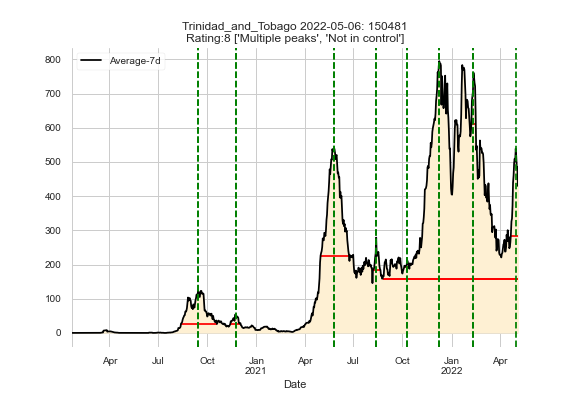 Trinidad_and_Tobago 2022-05-06: 150481
Rating:8 ['Multiple peaks', 'Not in control']
Average-7d
800
700
600
500
400
300
200
100
0
Apr Jul Oct Jan Apr Jul Oct Jan Apr
2021 2022
Date